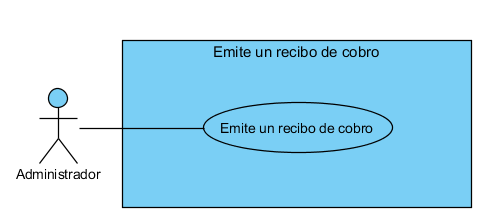 Emite un recibo de cobro
Emite un recibo de cobro
Administrador